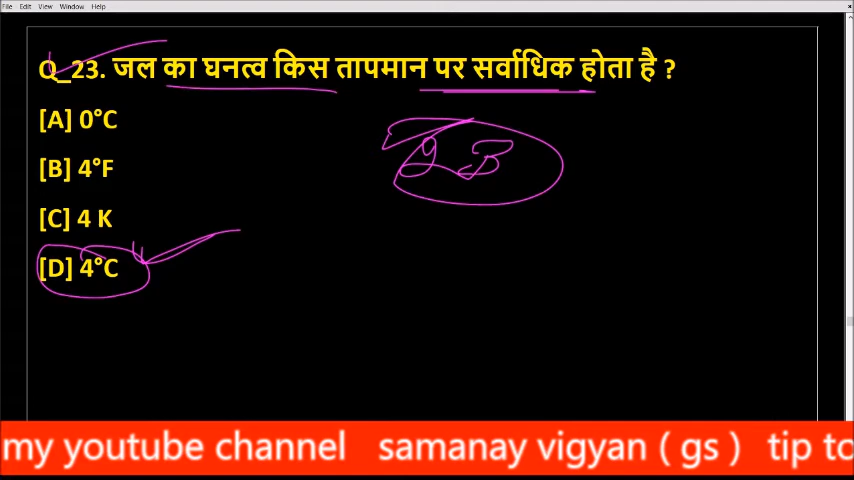 File Edit View Window Help
Q_23. जल का घनत्व किस तापमान पर सर्वाधिक होता है ?
[A] 0°C
[B] 4°F
[C] 4 K
[D] 4°C
my youtube channel samanay vigyan ( gs ) tip to